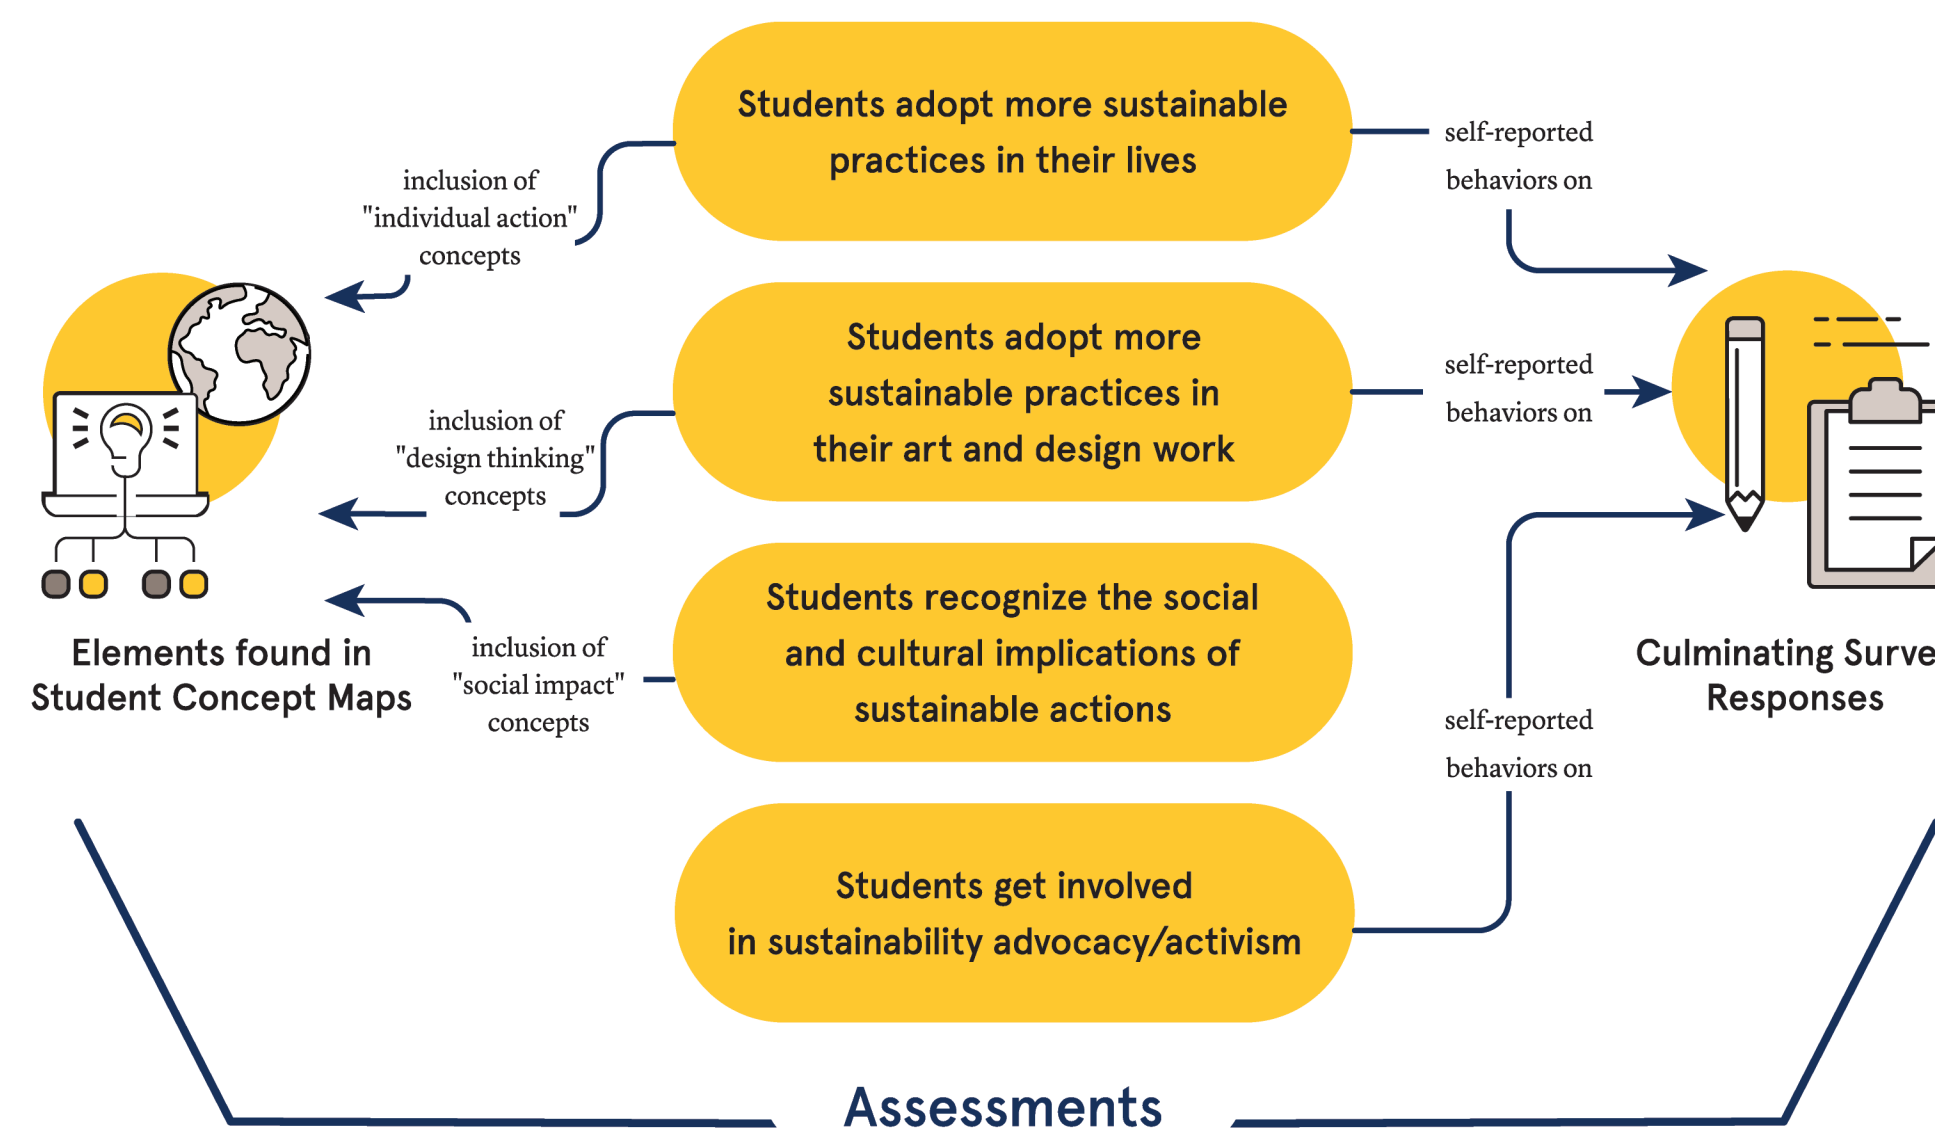 Students adopt more sustainable
practices in their lives
self-reported
behaviors on
inclusion of
"individual action"
concepts
Students adopt more
sustainable practices in
their art and design work
self-reported
behaviors on
inclusion of
"design thinking"
concepts
Students recognize the social
and cultural implications of
sustainable actions
inclusion of
"social impact"
concepts
Elements found in
Student Concept Maps
Culminating Surve
Responses
self-reported
behaviors on
Students get involved
in sustainability advocacy/activism
Assessments